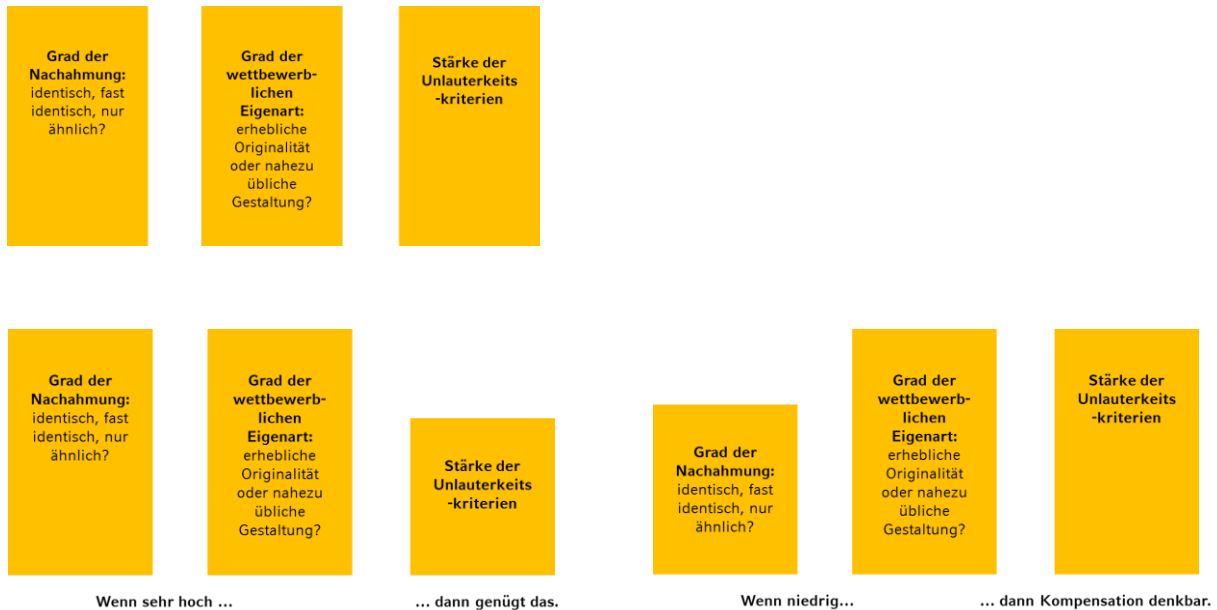 Grad der
Nachahmung:
identisch, fast
identisch, nur
ähnlich?
Grad der
wettbewerb-
lichen
Eigenart:
erhebliche
Originalität
oder nahezu
übliche
Gestaltung?
Stärke der
Unlauterkeits
-kriterien
Grad der
Nachahmung:
identisch, fast
identisch, nur
ähnlich?
Grad der
wettbewerb-
lichen
Eigenart:
erhebliche
Originalität
oder nahezu
übliche
Gestaltung?
Stärke der
Unlauterkeits
-kriterien
Wenn sehr hoch ...
... dann genügt das.
Grad der
Nachahmung:
identisch, fast
identisch, nur
ähnlich?
Grad der
wettbewerb-
lichen
Eigenart:
erhebliche
Originalität
oder nahezu
übliche
Gestaltung?
Stärke der
Unlauterkeits
-kriterien
Wenn niedrig...
... dann Kompensation denkbar.